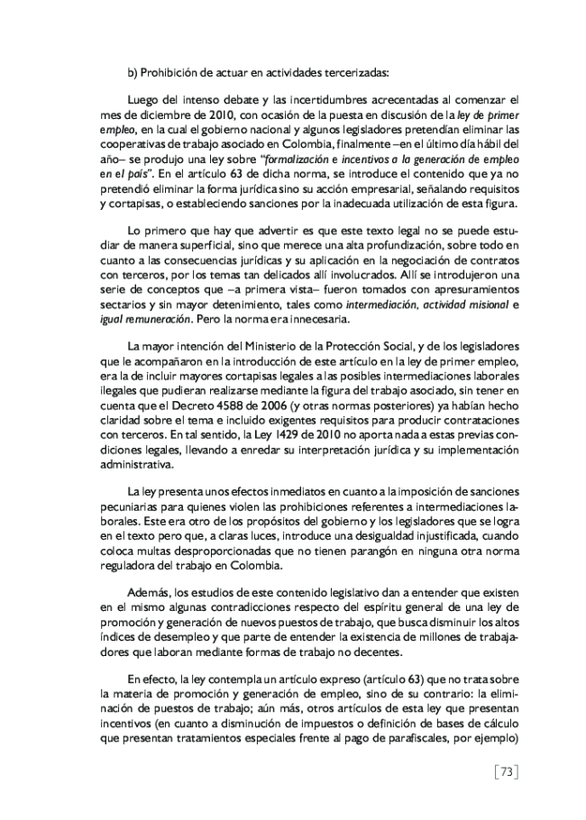 b) Prohibición de actuar en actividades tercerizadas:
Luego del intenso debate y las incertidumbres acrecentadas al comenzar el
mes de diciembre de 2010, con ocasión de la puesta en discusión de la ley de primer
empleo, en la cual el gobierno nacional y algunos legisladores pretendían eliminar las
cooperativas de trabajo asociado en Colombia, finalmente –en el último día hábil del
año– se produjo una ley sobre “formalización e incentivos a la generación de empleo
en el país”. En el artículo 63 de dicha norma, se introduce el contenido que ya no
pretendió eliminar la forma jurídica sino su acción empresarial, señalando requisitos
y cortapisas, o estableciendo sanciones por la inadecuada utilización de esta figura.
Lo primero que hay que advertir es que este texto legal no se puede estu-
diar de manera superficial, sino que merece una alta profundización, sobre todo en
cuanto a las consecuencias jurídicas y su aplicación en la negociación de contratos
con terceros, por los temas tan delicados allí involucrados. Allí se introdujeron una
serie de conceptos que –a primera vista– fueron tomados con apresuramientos
sectarios y sin mayor detenimiento, tales como intermediación, actividad misional e
igual remuneración. Pero la norma era innecesaria.
La mayor intención del Ministerio de la Protección Social, y de los legisladores
que le acompañaron en la introducción de este artículo en la ley de primer empleo,
era la de incluir mayores cortapisas legales a las posibles intermediaciones laborales
ilegales que pudieran realizarse mediante la figura del trabajo asociado, sin tener en
cuenta que el Decreto 4588 de 2006 (y otras normas posteriores) ya habían hecho
claridad sobre el tema e incluido exigentes requisitos para producir contrataciones
con terceros. En tal sentido, la Ley 1429 de 2010 no aporta nada a estas previas con-
diciones legales, llevando a enredar su interpretación jurídica y su implementación
administrativa.
La ley presenta unos efectos inmediatos en cuanto a la imposición de sanciones
pecuniarias para quienes violen las prohibiciones referentes a intermediaciones la-
borales. Este era otro de los propósitos del gobierno y los legisladores que se logra
en el texto pero que, a claras luces, introduce una desigualdad injustificada, cuando
coloca multas desproporcionadas que no tienen parangón en ninguna otra norma
reguladora del trabajo en Colombia.
Además, los estudios de este contenido legislativo dan a entender que existen
en el mismo algunas contradicciones respecto del espíritu general de una ley de
promoción y generación de nuevos puestos de trabajo, que busca disminuir los altos
índices de desempleo y que parte de entender la existencia de millones de trabaja-
dores que laboran mediante formas de trabajo no decentes.
En efecto, la ley contempla un artículo expreso (artículo 63) que no trata sobre
la materia de promoción y generación de empleo, sino de su contrario: la elimi-
nación de puestos de trabajo; aún más, otros artículos de esta ley que presentan
incentivos (en cuanto a disminución de impuestos o definición de bases de cálculo
que presentan tratamientos especiales frente al pago de parafiscales, por ejemplo)
[73]